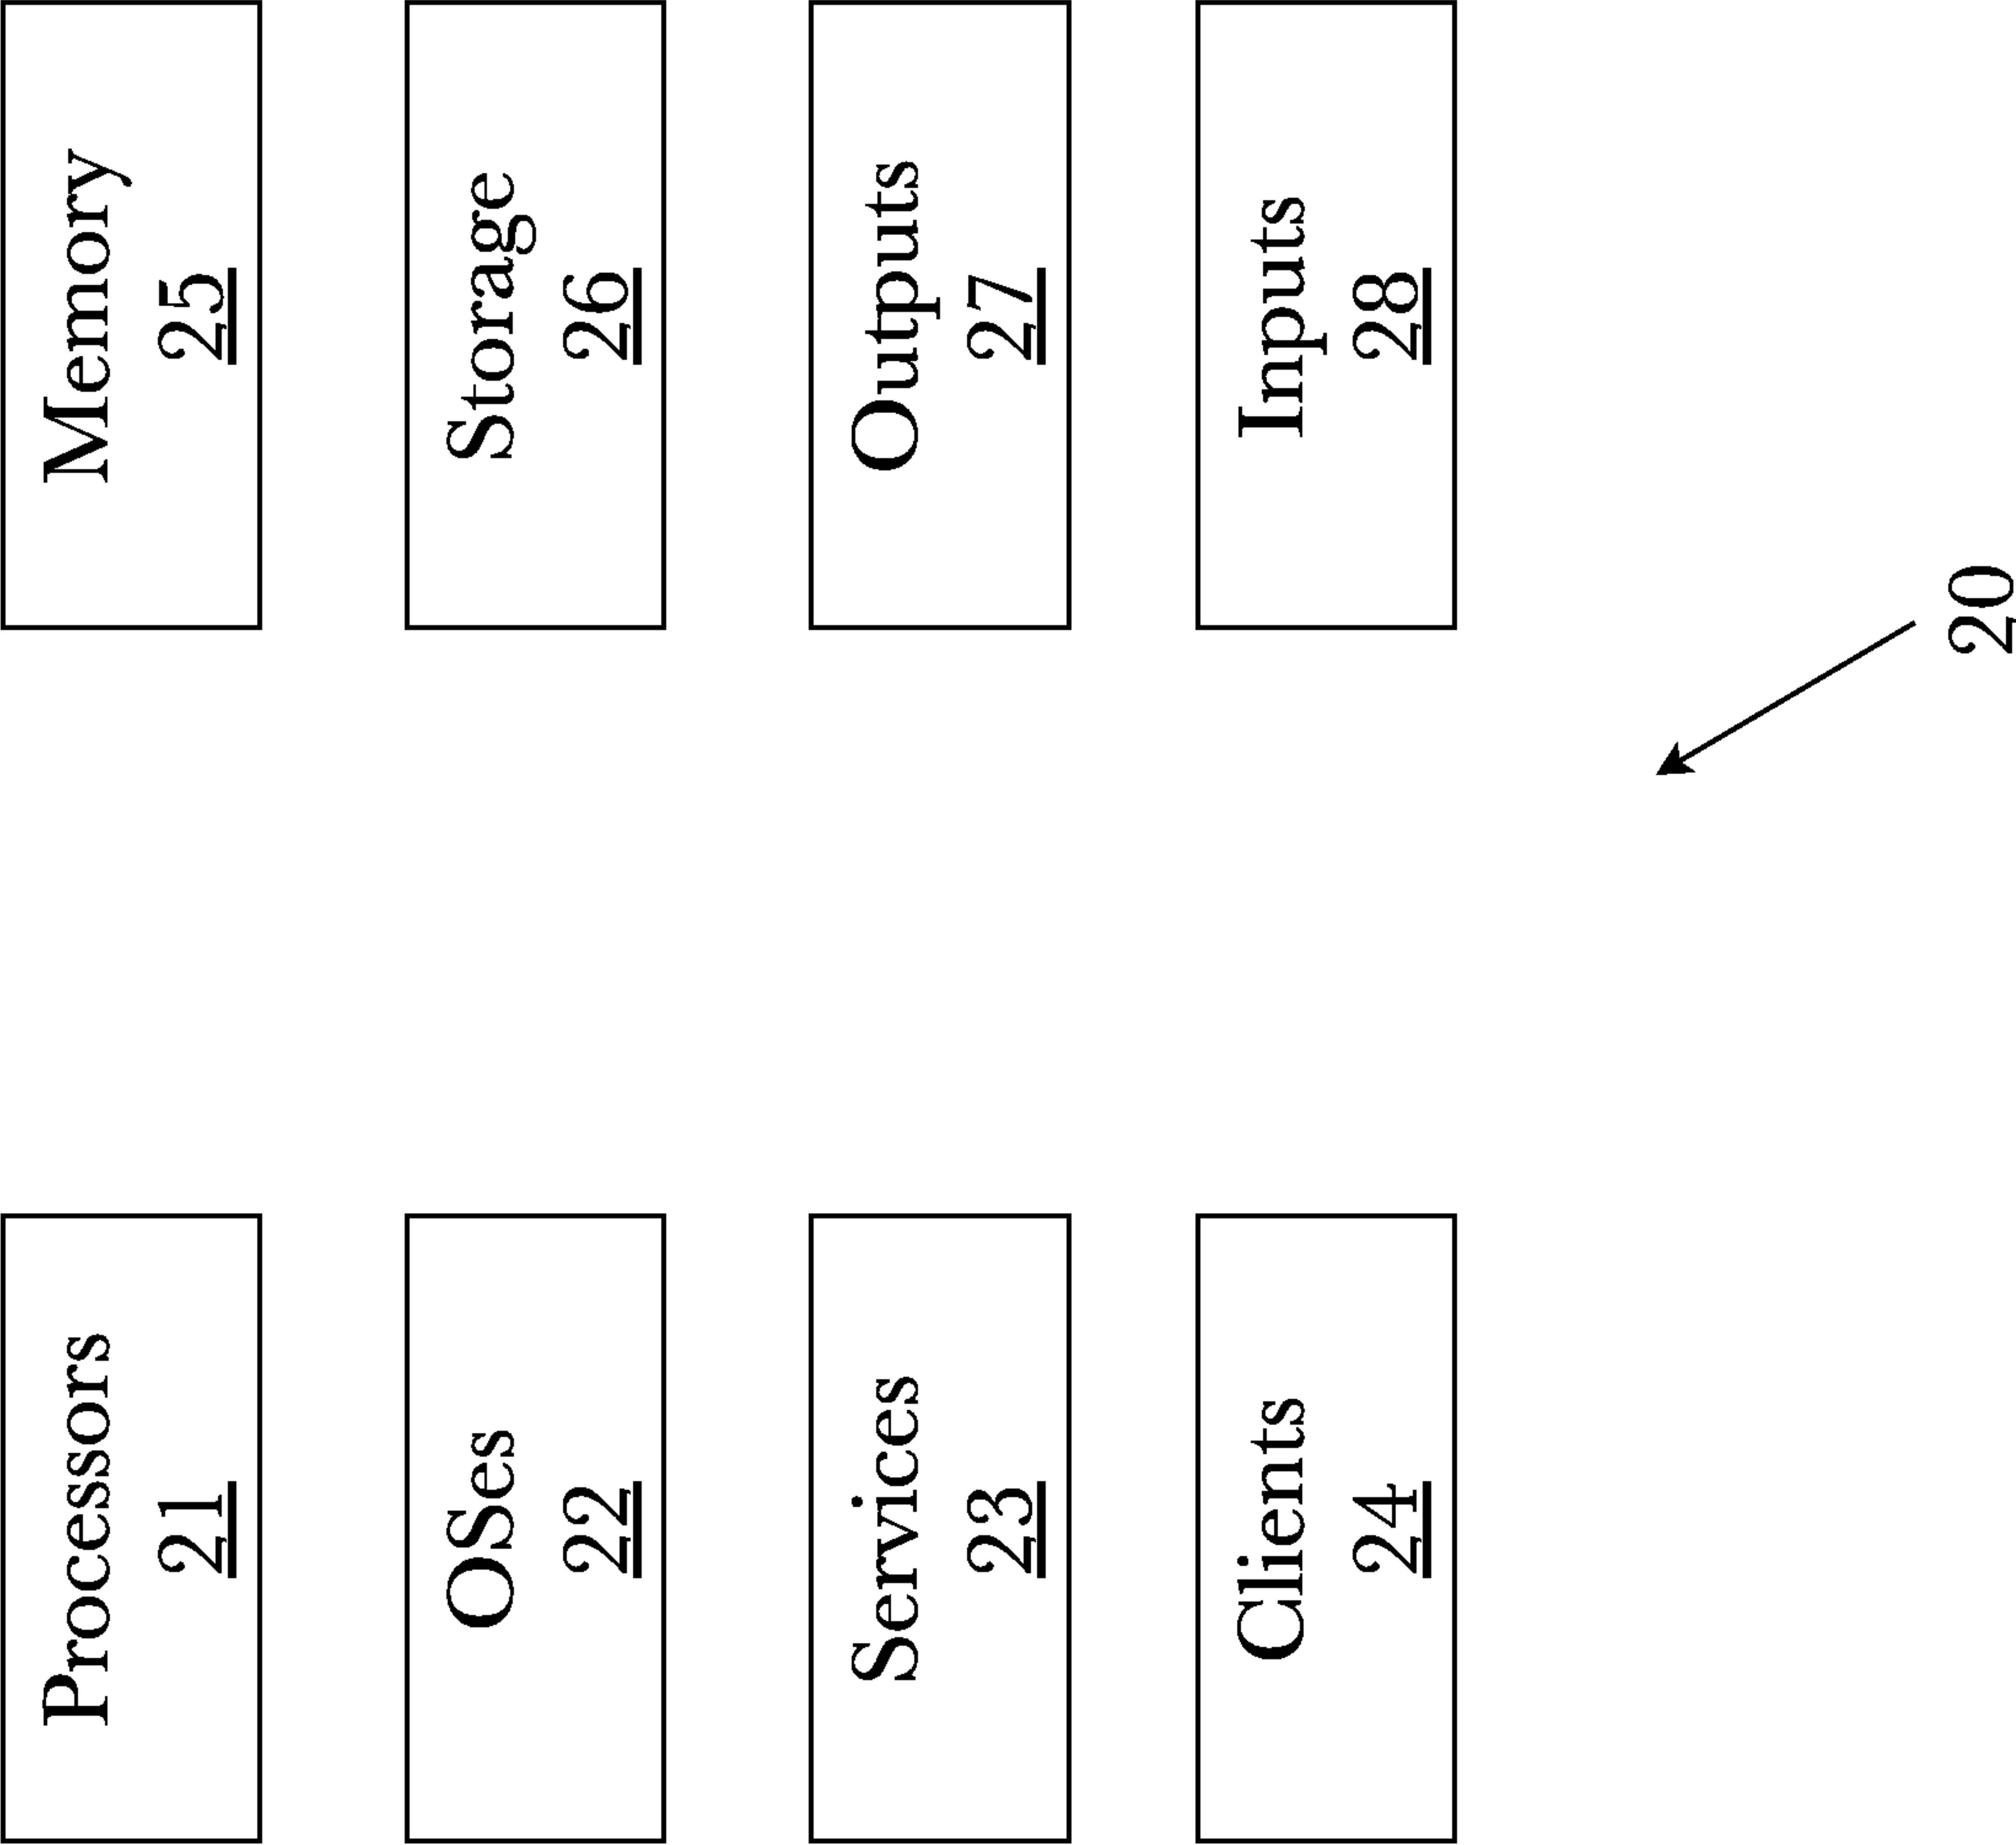 Processors
21
OSes
22
Services
23
Clients
24
Memory
25
Storage
26
Outputs
27
Inputs
28
20